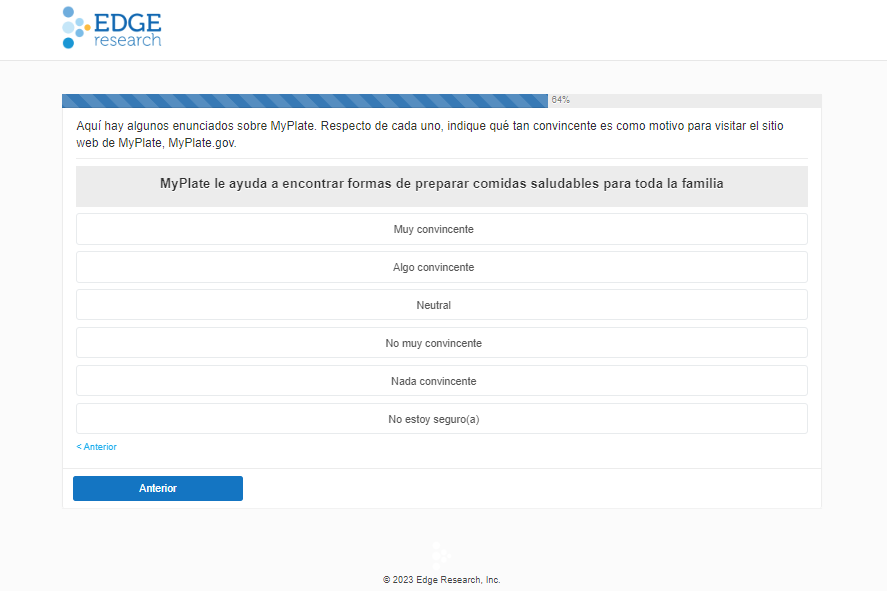 EDGE
research
64%
Aquí hay algunos enunciados sobre MyPlate. Respecto de cada uno, indique qué tan convincente es como motivo para visitar el sitio
web de MyPlate, MyPlate.gov.
MyPlate le ayuda a encontrar formas de preparar comidas saludables para toda la familia
Muy convincente
Algo convincente
Neutral
No muy convincente
Nada convincente
No estoy seguro(a)
< Anterior
Anterior
© 2023 Edge Research, Inc.